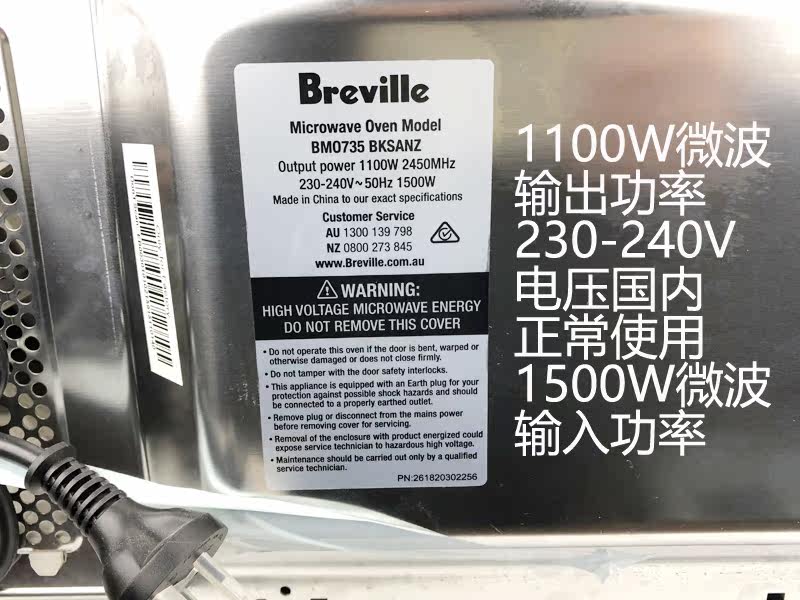 Breville
Microwave Oven Model
BMO735 BKSANZ
Output power 1100W 2450MHz
230-240V~50Hz 1500W
Made in China to our exact specifications
Customer Service
AU 1300 139 798
NZ 0800 273 845
www.Breville.com.au
⚠WARNING:
HIGH VOLTAGE MICROWAVE ENERGY
DO NOT REMOVE THIS COVER
• Do not operate this oven if the door is bent, warped or
otherwise damaged or does not close firmly.
• Do not tamper with the door safety interlocks.
• This appliance is equipped with an Earth plug for your
protection against possible shock hazards and should
be connected to a properly earthed outlet.
• Remove plug or disconnect from the mains power
before removing cover for servicing.
• Removal of the enclosure with product energized could
expose service technician to hazardous high voltage.
• Maintenance should be carried out only by a qualified
service technician.
PN:261820302256
1100W微波
输出功率
230-240V
电压国内
正常使用
1500W微波
输入功率